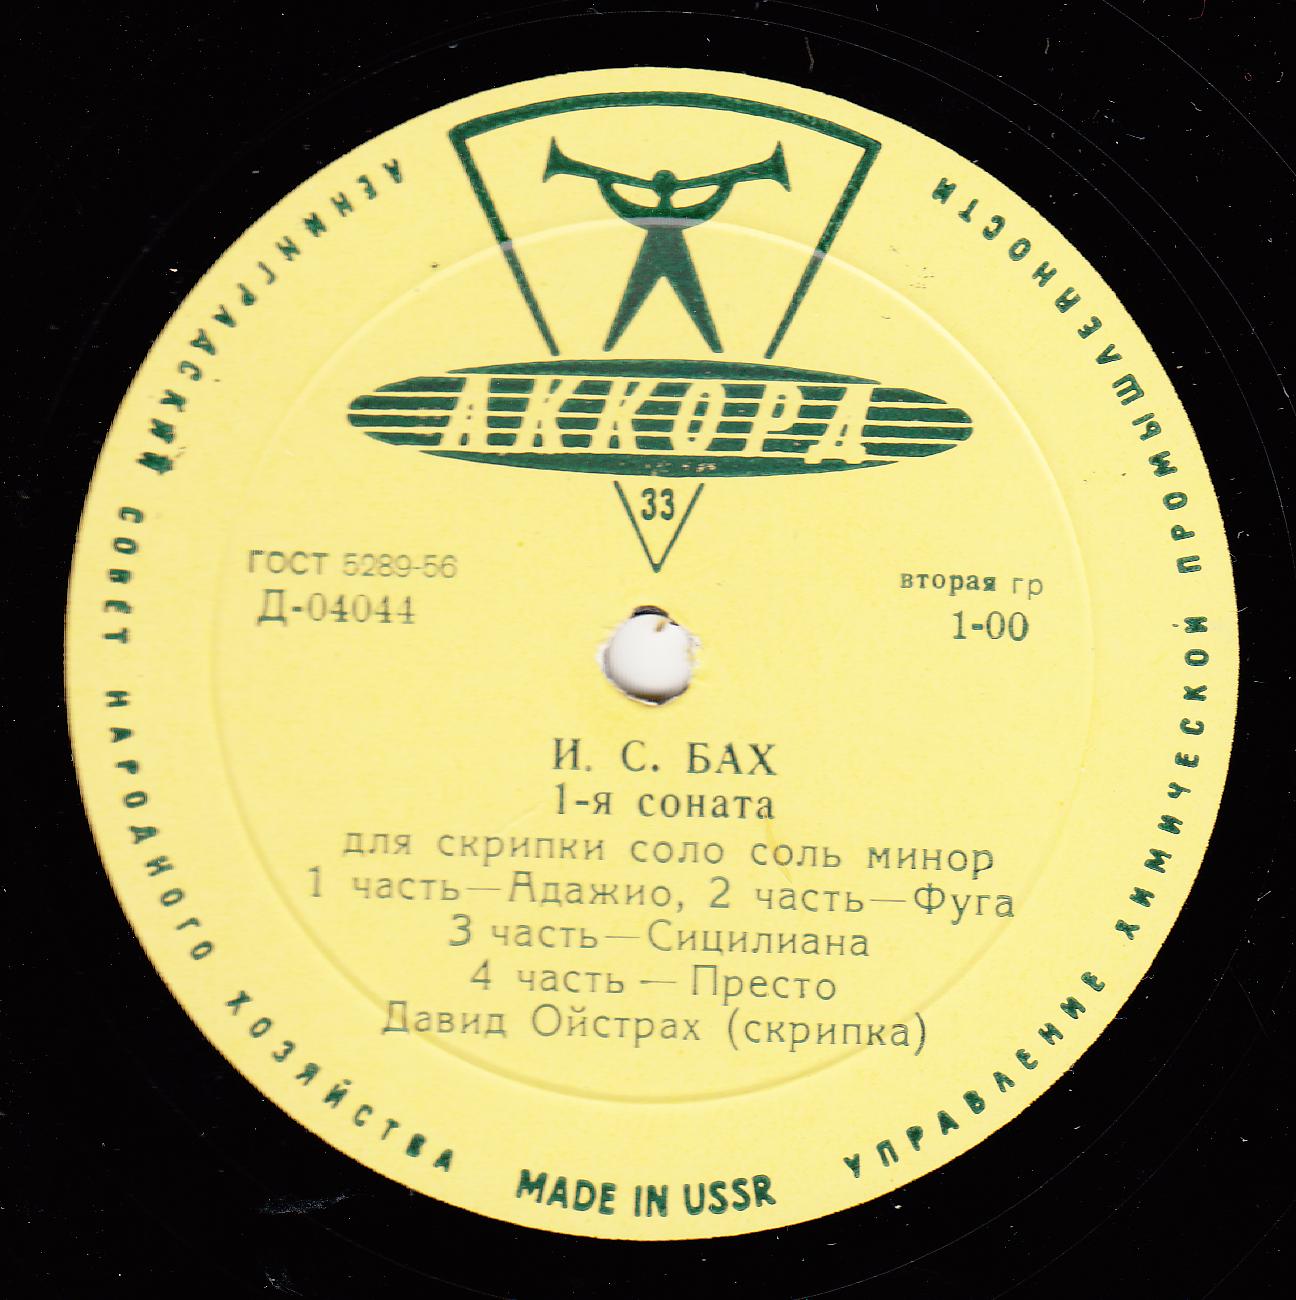 АККОРД
33
ГОСТ 5289-56
Д-04044
вторая гр
1-00
И. С. БАХ
1-я соната
для скрипки соло соль минор
1 часть—Адажио, 2 часть—Фуга
3 часть—Сицилиана
4 часть — Престо
Давид Ойстрах (скрипка)
ЛЕНИНГРАДСКИЙ СОВЕТ НАРОДНОГО ХОЗЯЙСТВА
MADE IN USSR
УПРАВЛЕНИЕ ХИМИЧЕСКОЙ ПРОМЫШЛЕННОСТИ